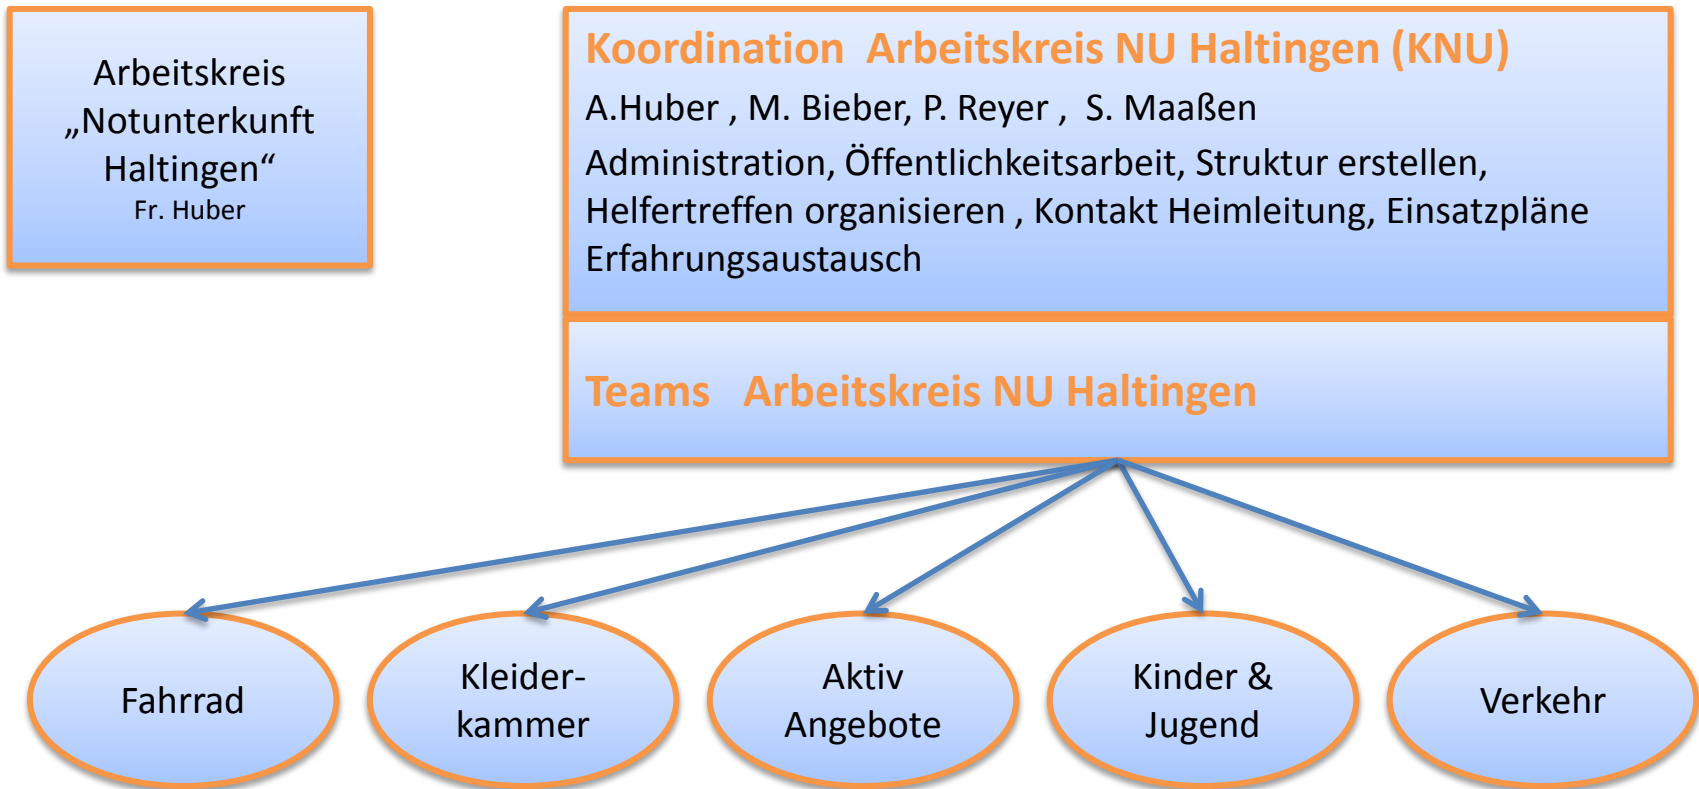 Arbeitskreis
„Notunterkunft
Haltingen“
Fr. Huber
Koordination Arbeitskreis NU Haltingen (KNU)
A.Huber , M. Bieber, P. Reyer , S. Maaßen
Administration, Öffentlichkeitsarbeit, Struktur erstellen,
Helfertreffen organisieren , Kontakt Heimleitung, Einsatzpläne
Erfahrungsaustausch
Teams Arbeitskreis NU Haltingen
Fahrrad
Kleider-
kammer
Aktiv
Angebote
Kinder &
Jugend
Verkehr